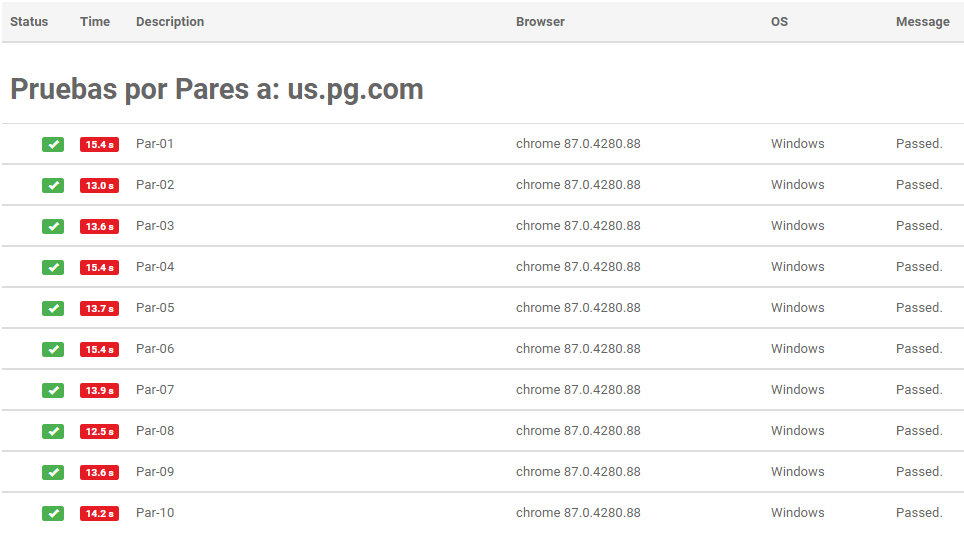 Status Time Description Browser OS Message
Pruebas por Pares a: us.pg.com
15.4 s Par-01 chrome 87.0.4280.88 Windows Passed.
13.0 s Par-02 chrome 87.0.4280.88 Windows Passed.
13.6 s Par-03 chrome 87.0.4280.88 Windows Passed.
15.4 s Par-04 chrome 87.0.4280.88 Windows Passed.
13.7 s Par-05 chrome 87.0.4280.88 Windows Passed.
15.4 s Par-06 chrome 87.0.4280.88 Windows Passed.
13.9 s Par-07 chrome 87.0.4280.88 Windows Passed.
12.5 s Par-08 chrome 87.0.4280.88 Windows Passed.
13.6 s Par-09 chrome 87.0.4280.88 Windows Passed.
14.2 s Par-10 chrome 87.0.4280.88 Windows Passed.